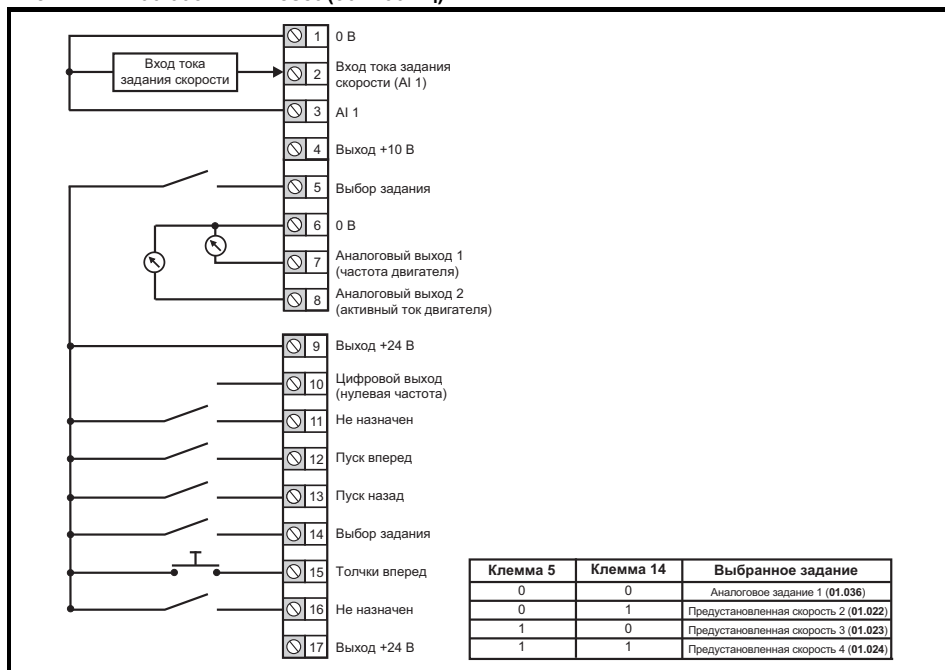 1 0 В
Вход тока
задания скорости
2 Вход тока задания
скорости (AI 1)
3 AI 1
4 Выход +10 В
5 Выбор задания
6 0 В
7 Аналоговый выход 1
(частота двигателя)
8 Аналоговый выход 2
(активный ток двигателя)
9 Выход +24 В
10 Цифровой выход
(нулевая частота)
11 Не назначен
12 Пуск вперед
13 Пуск назад
14 Выбор задания
15 Толчки вперед
16 Не назначен
17 Выход +24 В
Клемма 5 Клемма 14 Выбранное задание
0 0 Аналоговое задание 1 (01.036)
0 1 Предустановленная скорость 2 (01.022)
1 0 Предустановленная скорость 3 (01.023)
1 1 Предустановленная скорость 4 (01.024)